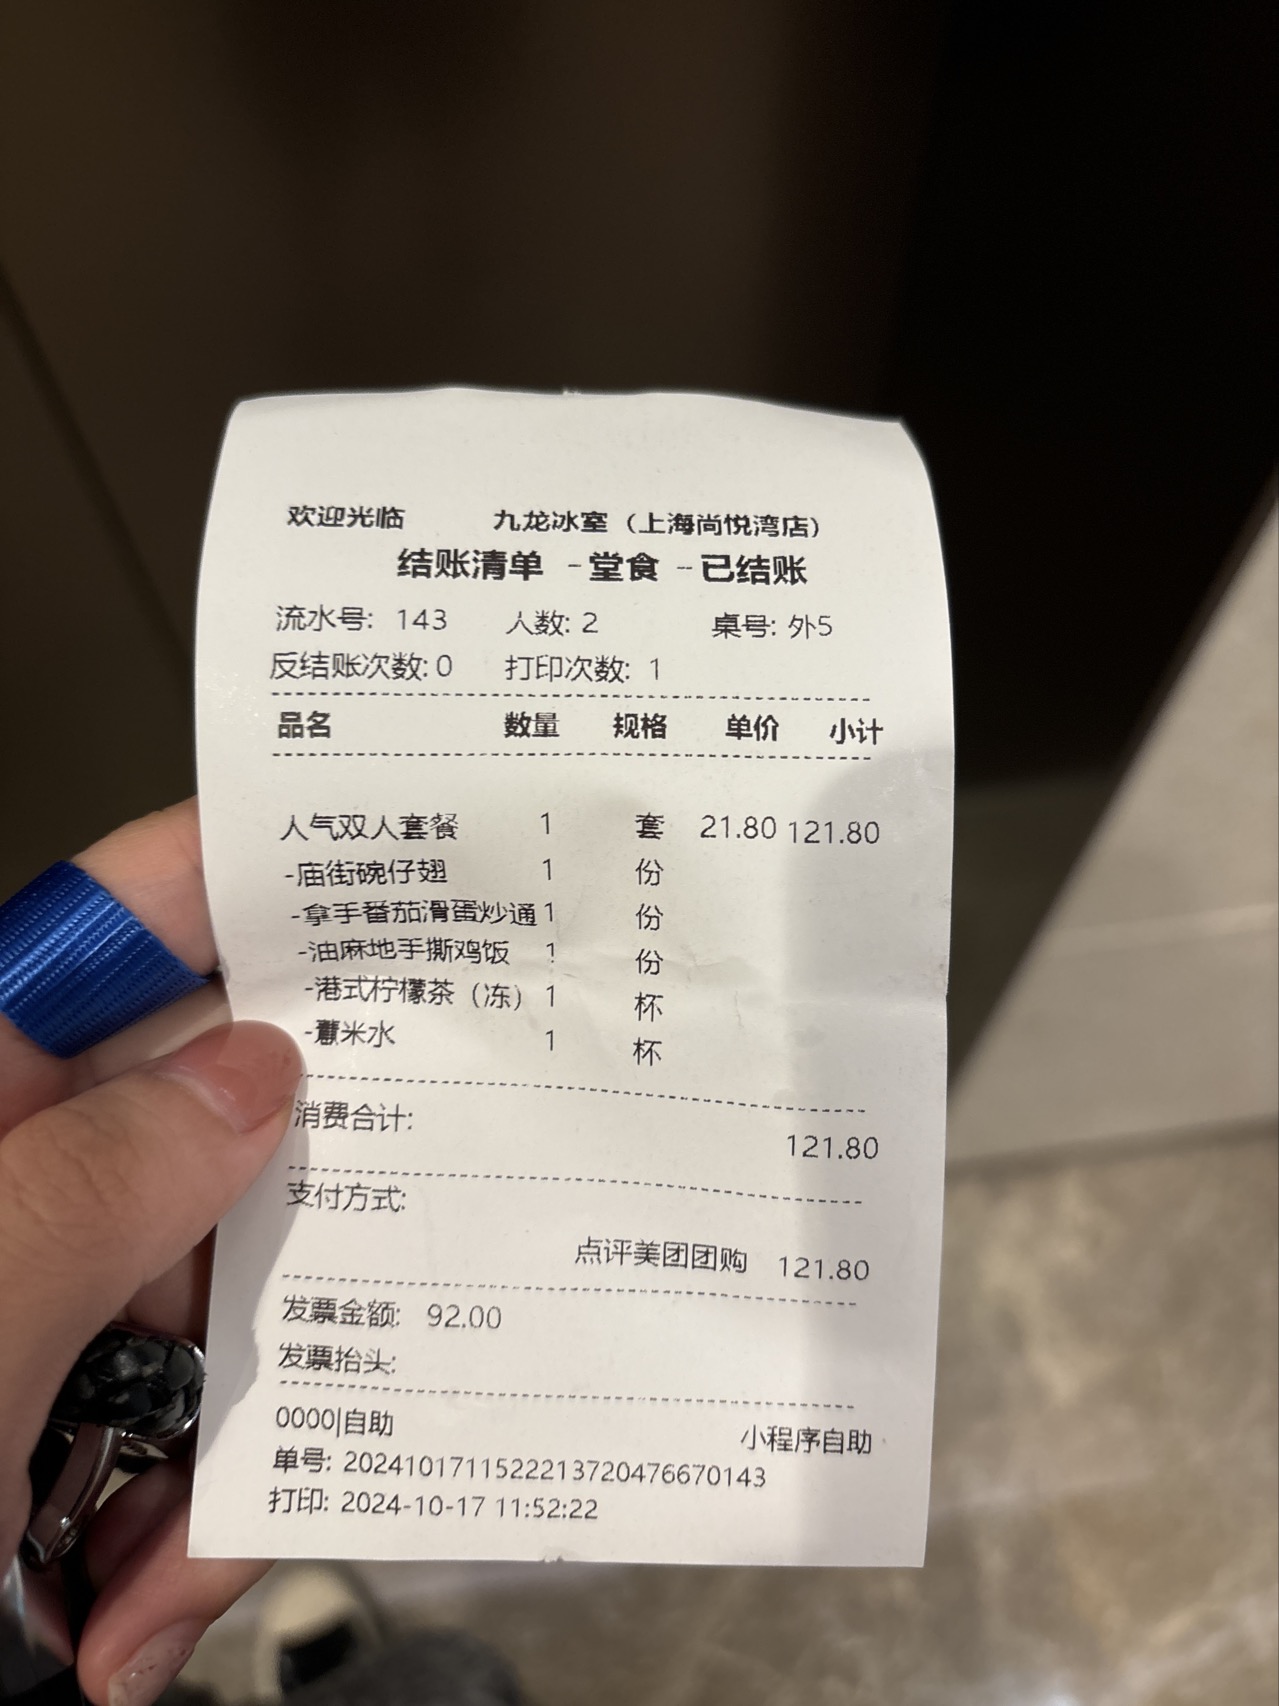 欢迎光临 九龙冰室（上海尚悦湾店）
结账清单 -堂食 --已结账
流水号: 143 人数: 2 桌号: 外5
反结账次数: 0 打印次数: 1
品名 数量 规格 单价 小计
人气双人套餐 1 套 21.80 121.80
-庙街碗仔翅 1 份
-拿手番茄滑蛋炒通 1 份
-油麻地手撕鸡饭 1 份
-港式柠檬茶（冻） 1 杯
-薏米水 1 杯
消费合计:
121.80
支付方式:
点评美团团购 121.80
发票金额: 92.00
发票抬头:
0000|自助 小程序自助
单号: 2024101711522213720476670143
打印: 2024-10-17 11:52:22